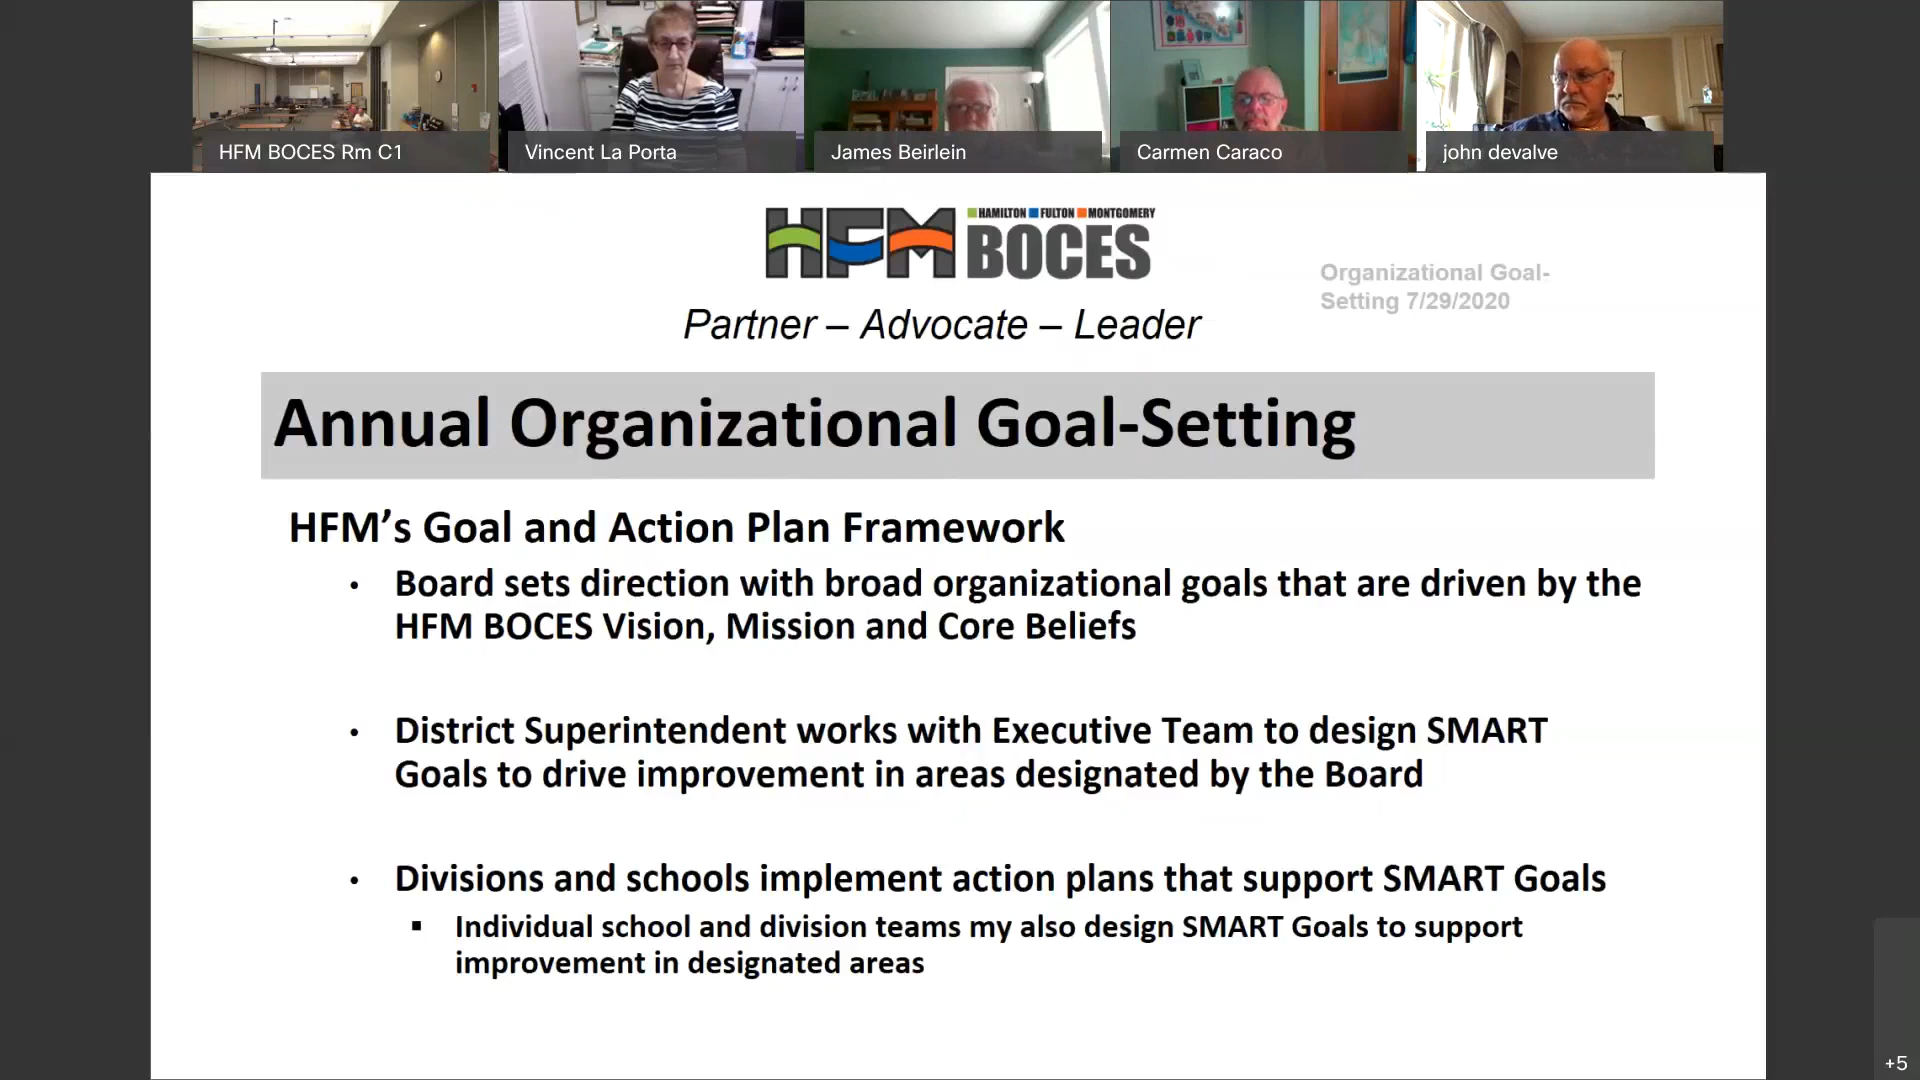 HFM BOCES Rm C1
Vincent La Porta
James Beirlein
Carmen Caraco
john devalve
HFM
HAMILTON FULTON MONTGOMERY
BOCES
Organizational Goal-
Setting 7/29/2020
Partner – Advocate – Leader
Annual Organizational Goal-Setting
HFM’s Goal and Action Plan Framework
• Board sets direction with broad organizational goals that are driven by the
HFM BOCES Vision, Mission and Core Beliefs
• District Superintendent works with Executive Team to design SMART
Goals to drive improvement in areas designated by the Board
• Divisions and schools implement action plans that support SMART Goals
▪ Individual school and division teams my also design SMART Goals to support
improvement in designated areas
+5